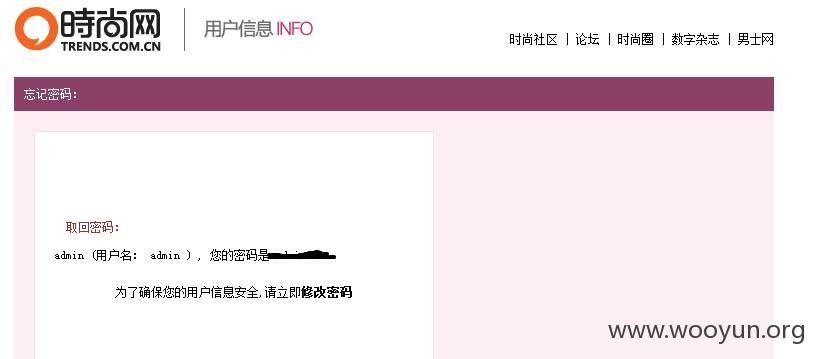 時尚网
TRENDS.COM.CN
用户信息 INFO
时尚社区 | 论坛 | 时尚圈 | 数字杂志 | 男士网
忘记密码：
取回密码：
admin (用户名： admin ), 您的密码是
为了确保您的用户信息安全,请立即修改密码
www.wooyun.org